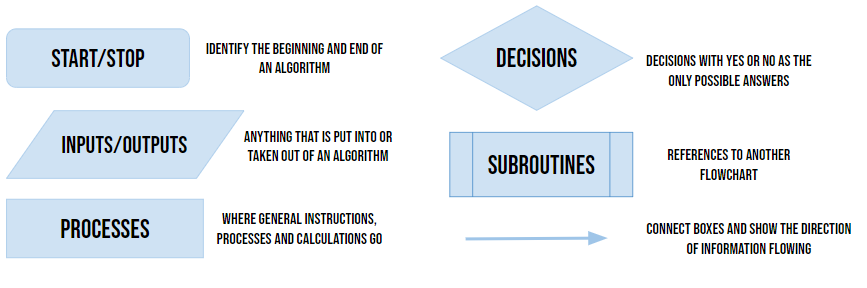 START/STOP
IDENTIFY THE BEGINNING AND END OF
AN ALGORITHM
INPUTS/OUTPUTS
ANYTHING THAT IS PUT INTO OR
TAKEN OUT OF AN ALGORITHM
PROCESSES
WHERE GENERAL INSTRUCTIONS,
PROCESSES AND CALCULATIONS GO
DECISIONS
DECISIONS WITH YES OR NO AS THE
ONLY POSSIBLE ANSWERS
SUBROUTINES
REFERENCES TO ANOTHER
FLOWCHART
CONNECT BOXES AND SHOW THE DIRECTION
OF INFORMATION FLOWING